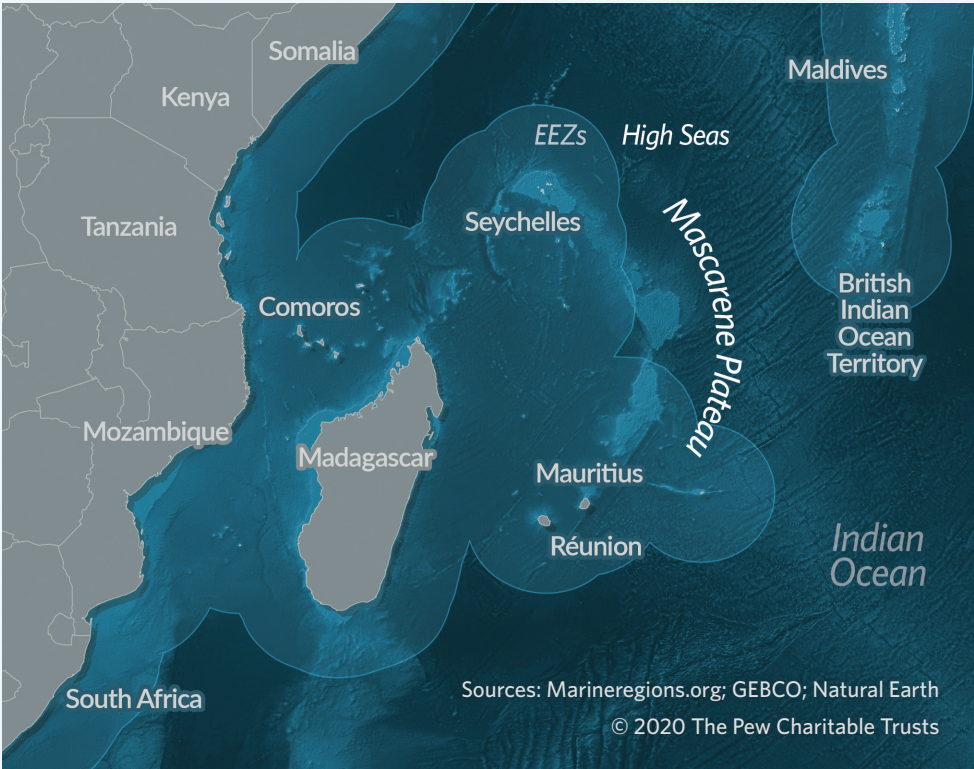 Somalia
Maldives
Kenya
EEZs
High Seas
Mascarene Plateau
Seychelles
Tanzania
British
Indian
Ocean
Territory
Comoros
Mozambique
Madagascar
Mauritius
Réunion
Indian
Ocean
South Africa
Sources: Marineregions.org; GEBCO; Natural Earth
© 2020 The Pew Charitable Trusts